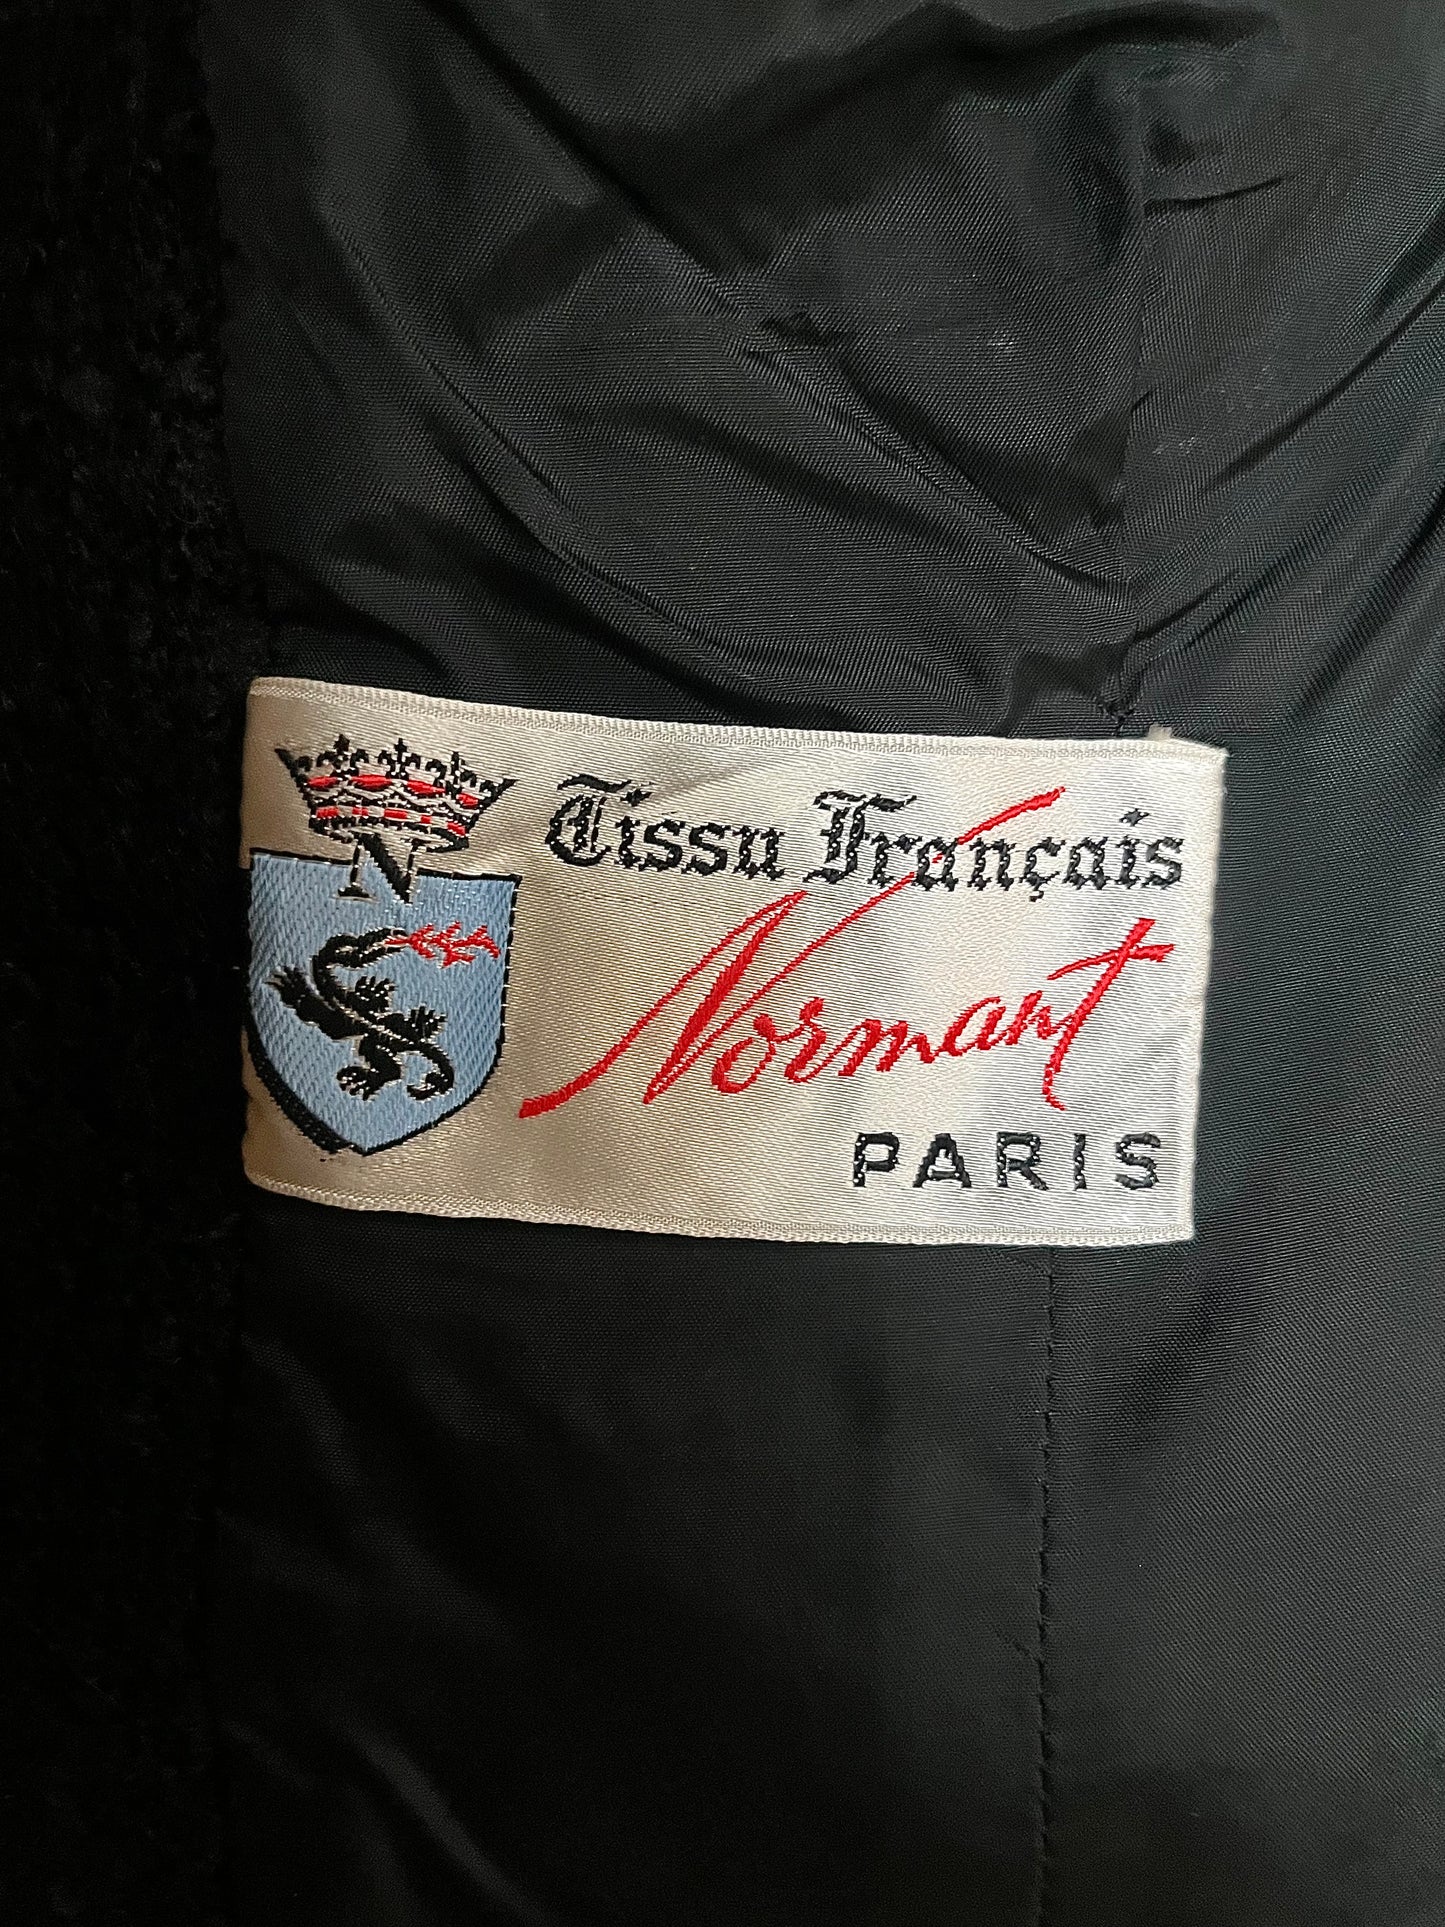 N
Tissu Français
Normant
PARIS